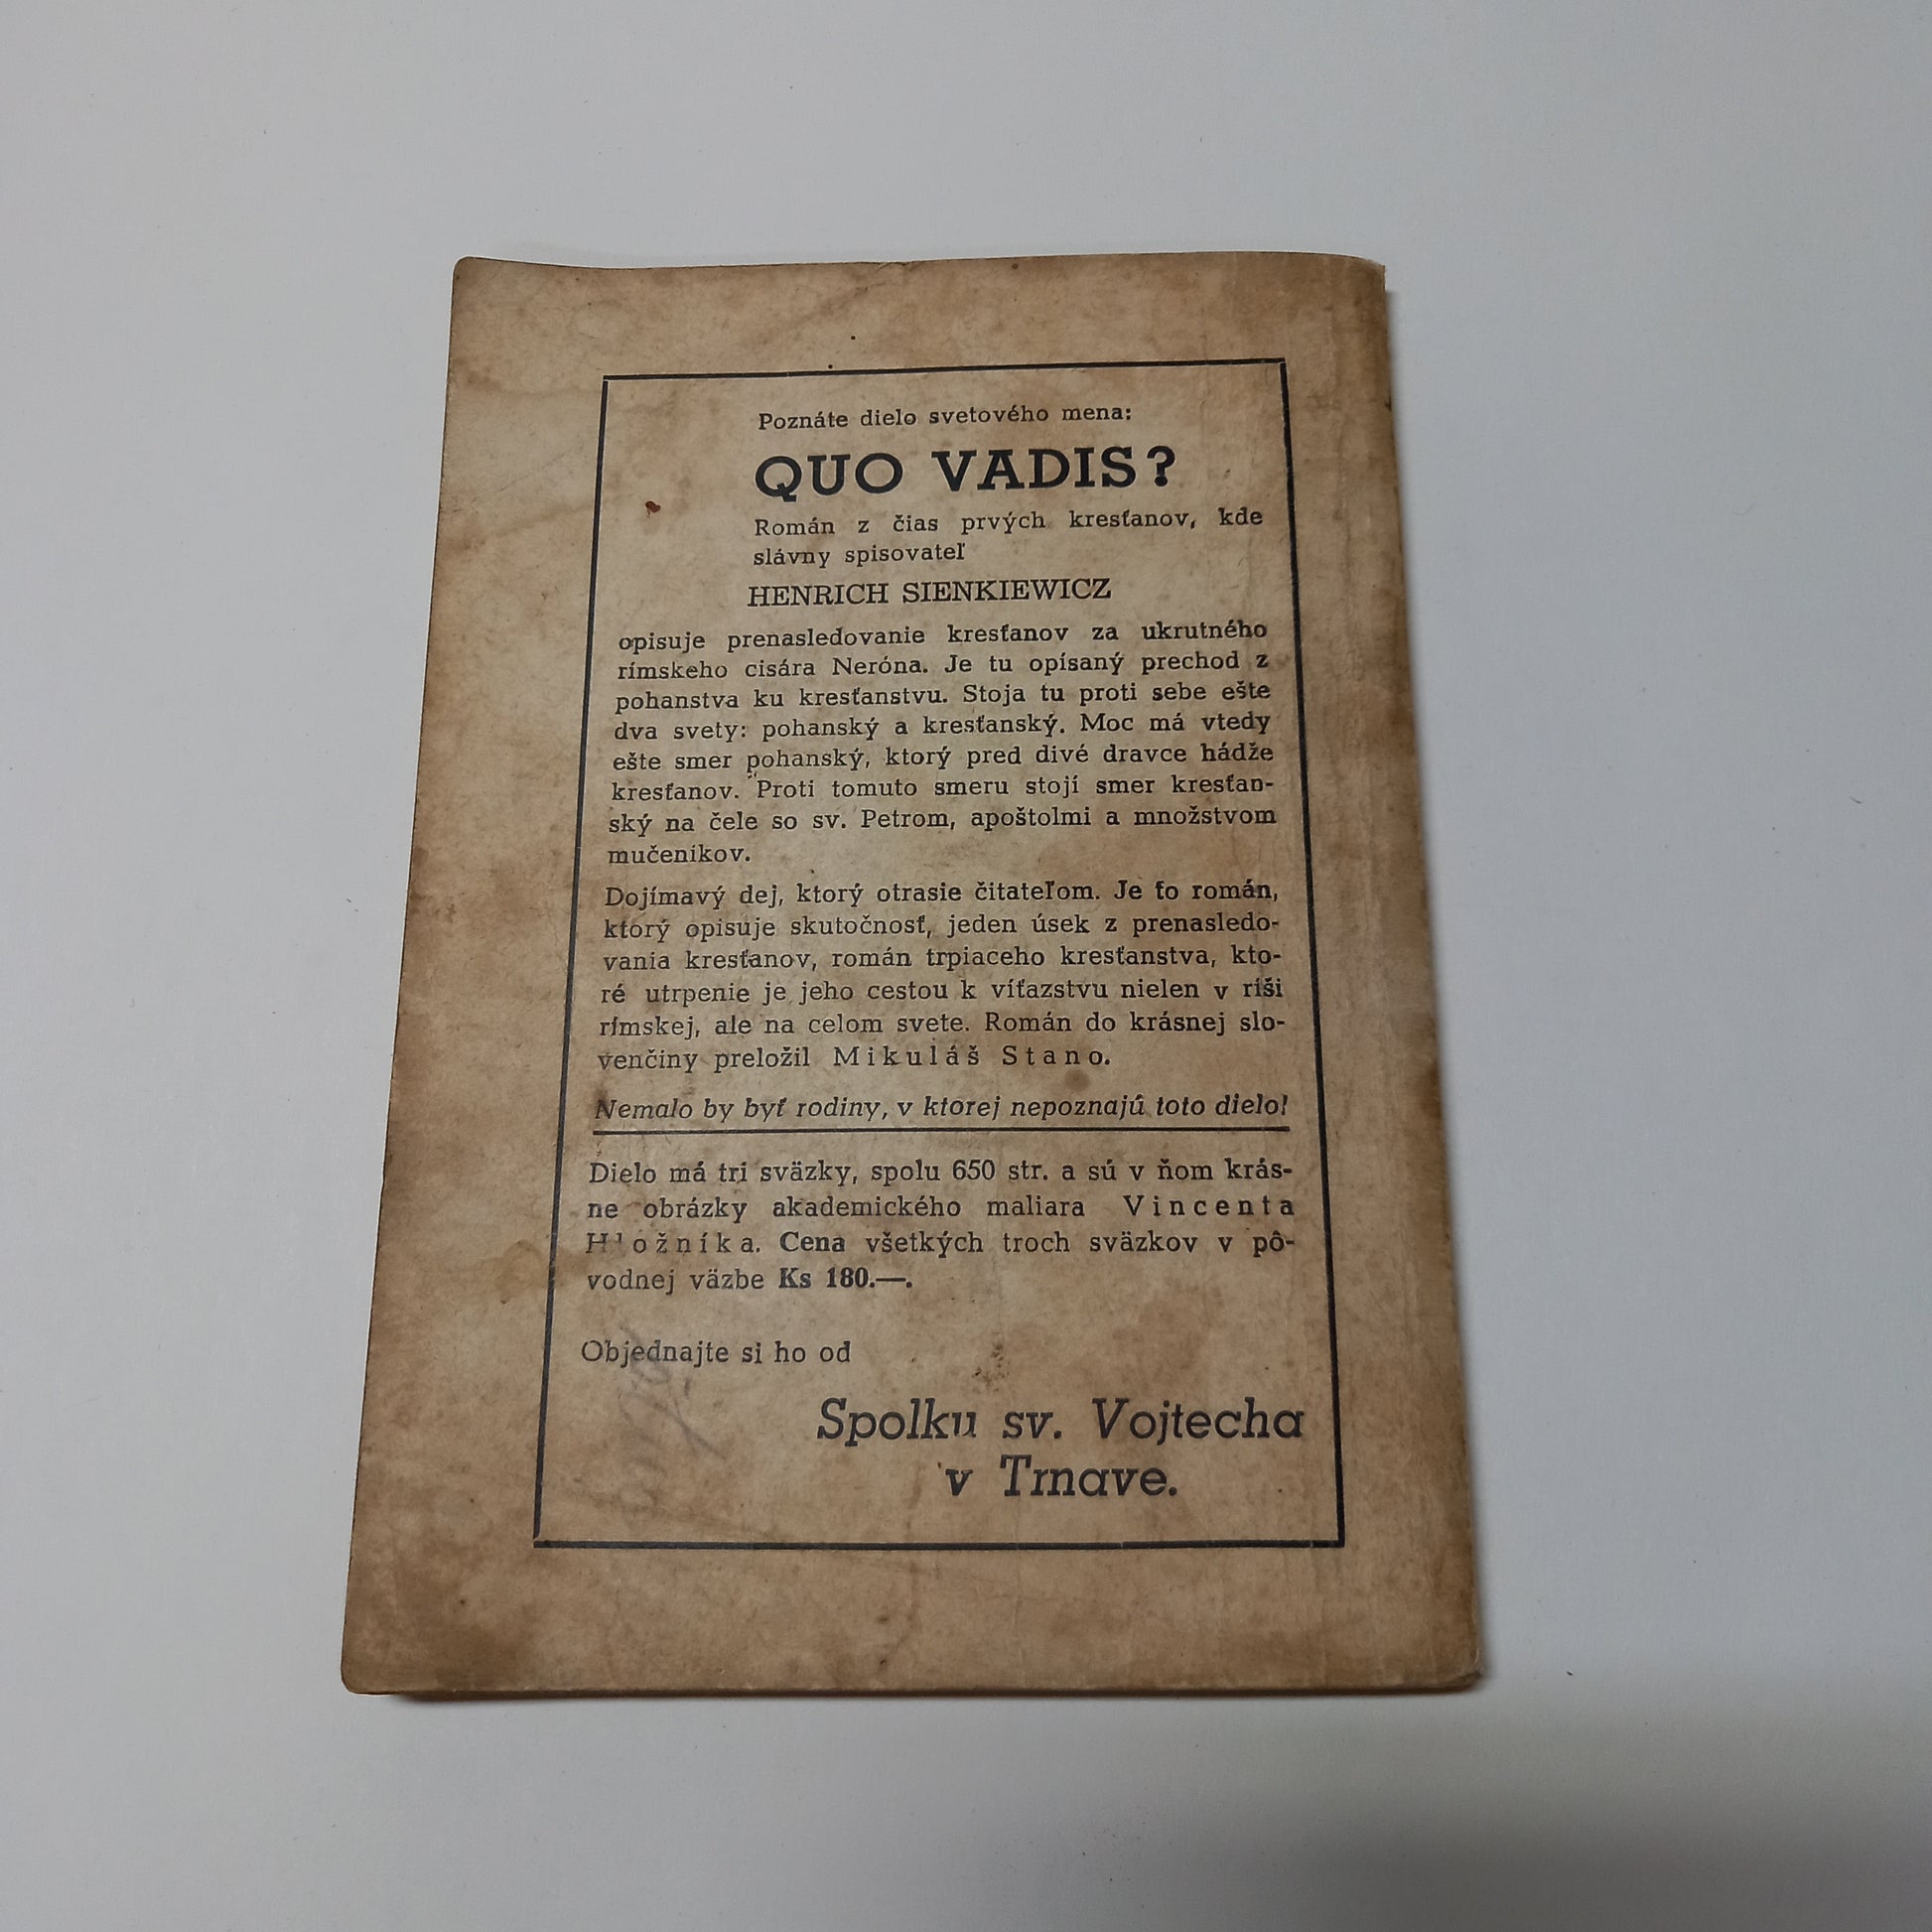 Poznáte dielo svetového mena:
QUO VADIS?
Román z čias prvých kresťanov, kde
slávny spisovateľ
HENRICH SIENKIEWICZ
opisuje prenasledovanie kresťanov za ukrutného
rímskeho cisára Neróna. Je tu opísaný prechod z
pohanstva ku kresťanstvu. Stoja tu proti sebe ešte
dva svety: pohanský a kresťanský. Moc má vtedy
ešte smer pohanský, ktorý pred divé dravce hádže
kresťanov. Proti tomuto smeru stojí smer kresťan-
ský na čele so sv. Petrom, apoštolmi a množstvom
mučeníkov.
Dojímavý dej, ktorý otrasie čitateľom. Je to román,
ktorý opisuje skutočnosť, jeden úsek z prenasledo-
vania kresťanov, román trpiaceho kresťanstva, kto-
ré utrpenie je jeho cestou k víťazstvu nielen v ríši
rímskej, ale na celom svete. Román do krásnej slo-
venčiny preložil Mikuláš Stano.
Nemalo by byť rodiny, v ktorej nepoznajú toto dielo!
Dielo má tri sväzky, spolu 650 str. a sú v ňom krás-
ne obrázky akademického maliara Vincenta
Hložníka. Cena všetkých troch sväzkov v pô-
vodnej väzbe Ks 180.—.
Objednajte si ho od
Spolku sv. Vojtecha
v Trnave.